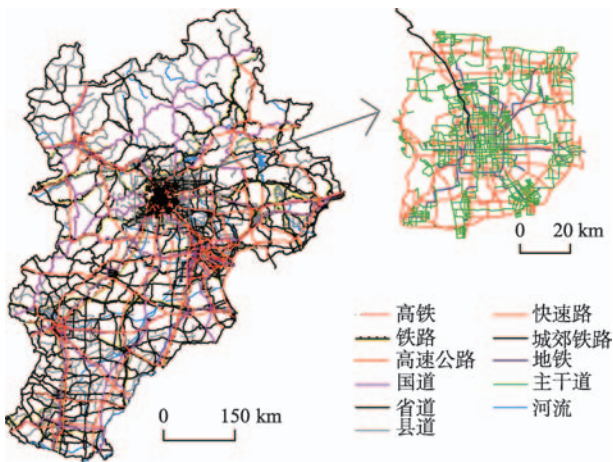 0 20 km
高铁
铁路
高速公路
国道
省道
县道
快速路
城郊铁路
地铁
主干道
河流
0 150 km